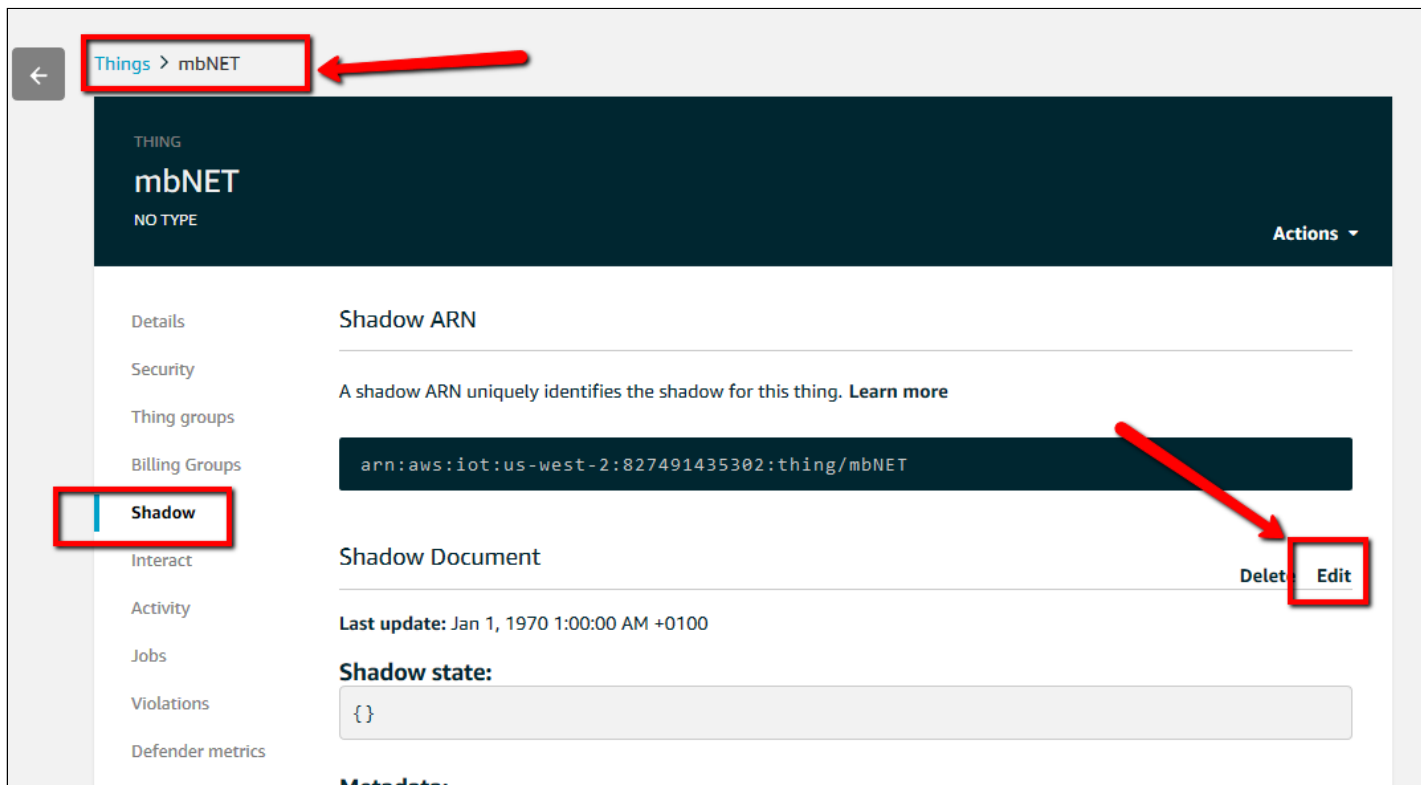 Things > mbNET
THING
mbNET
NO TYPE
Actions
Details
Security
Thing groups
Billing Groups
Shadow
Interact
Activity
Jobs
Violations
Defender metrics
Shadow ARN
A shadow ARN uniquely identifies the shadow for this thing. Learn more
arn:aws:iot:us-west-2:827491435302:thing/mbNET
Shadow Document
Delete Edit
Last update: Jan 1, 1970 1:00:00 AM +0100
Shadow state:
{}
Metadata: